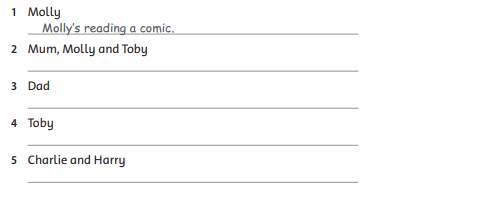 1 Molly
Molly's reading a comic.
2 Mum, Molly and Toby
3 Dad
4 Toby
5 Charlie and Harry